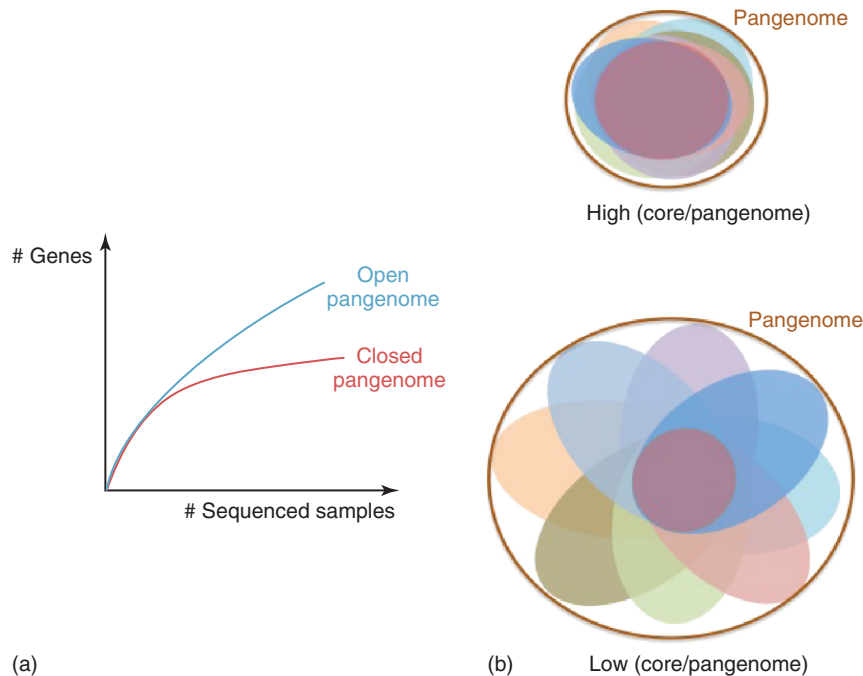 # Genes
Open
pangenome
Closed
pangenome
# Sequenced samples
(a)
Pangenome
High (core/pangenome)
Pangenome
(b)
Low (core/pangenome)